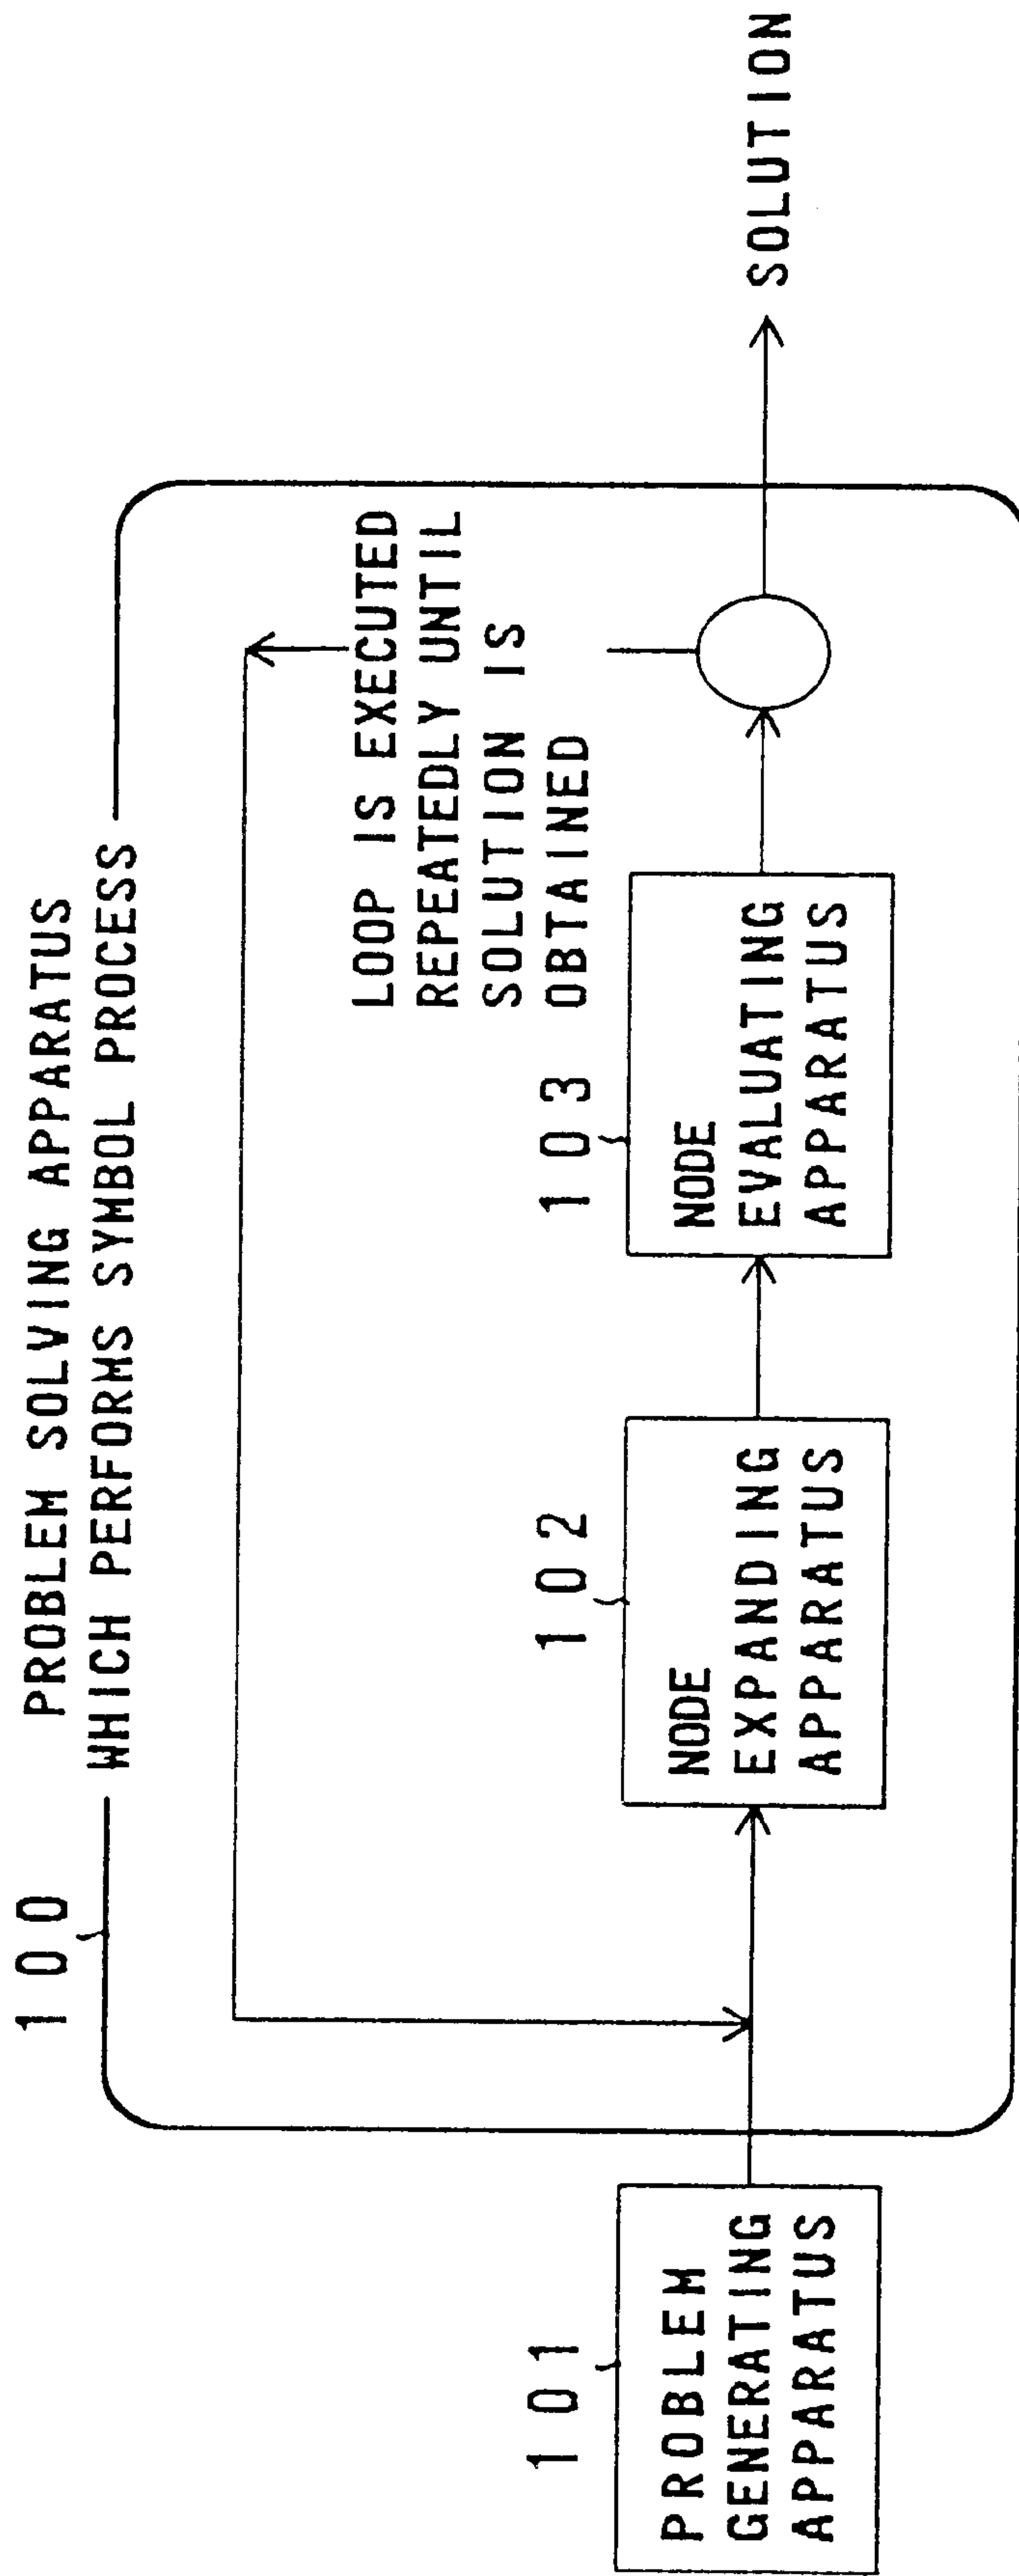 100 PROBLEM SOLVING APPARATUS
WHICH PERFORMS SYMBOL PROCESS
LOOP IS EXECUTED
REPEATEDLY UNTIL
SOLUTION IS
OBTAINED
101
PROBLEM
GENERATING
APPARATUS
102
NODE
EXPANDING
APPARATUS
103
NODE
EVALUATING
APPARATUS
SOLUTION